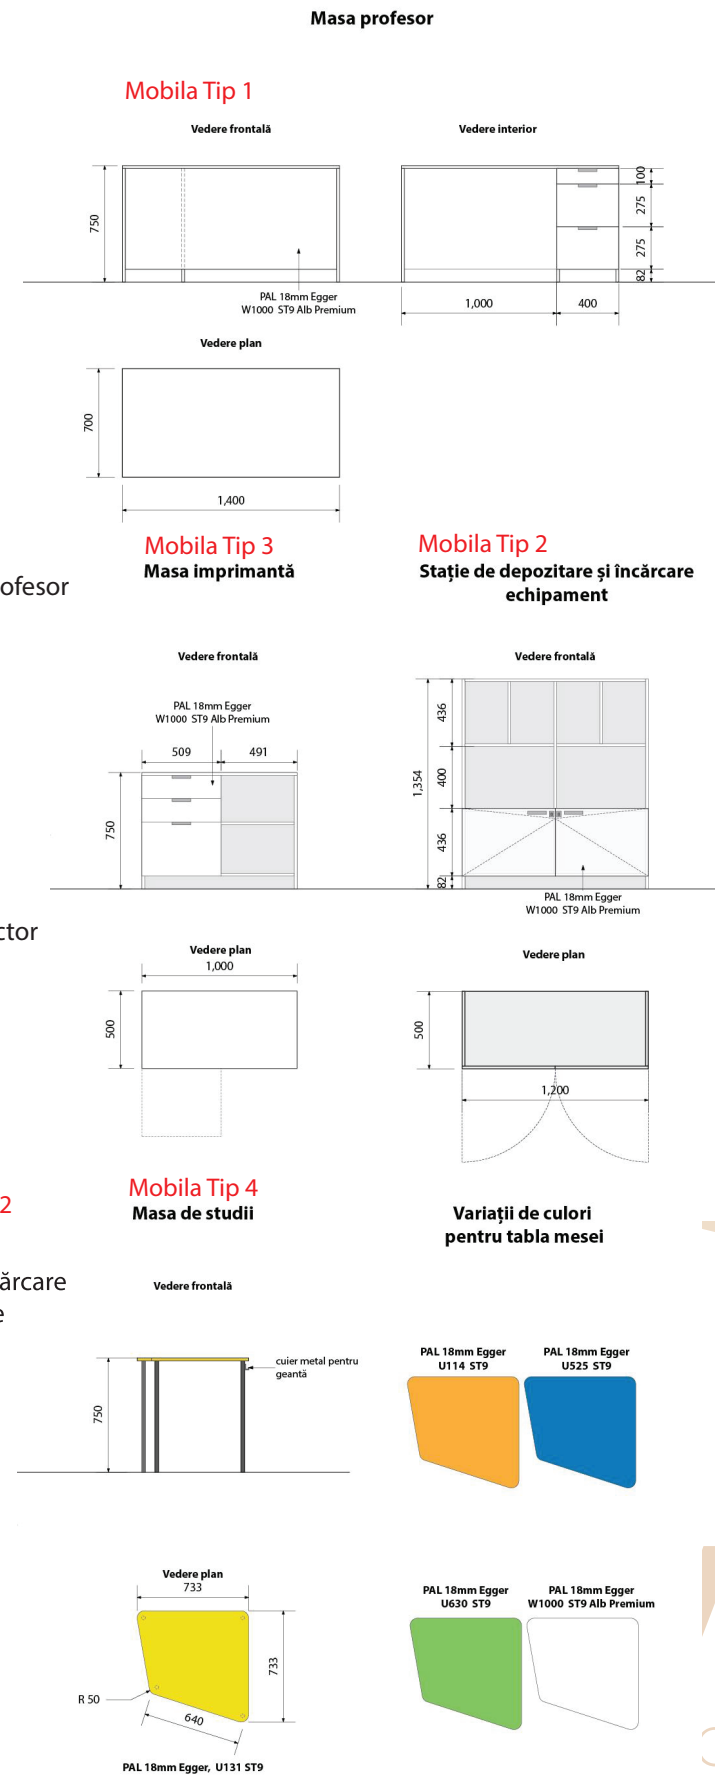 Masa profesor
Mobila Tip 1
Vedere frontală
Vedere interior
750
100
275
275
82
PAL 18mm Egger
W1000 ST9 Alb Premium
1,000
400
Vedere plan
700
1,400
Mobila Tip 3
Masa imprimantă
Mobila Tip 2
Stație de depozitare și încărcare
echipament
ofesor
Vedere frontală
Vedere frontală
PAL 18mm Egger
W1000 ST9 Alb Premium
509
491
750
1,354
436
400
436
82
PAL 18mm Egger
W1000 ST9 Alb Premium
ctor
Vedere plan
1,000
500
Vedere plan
500
1,200
Mobila Tip 4
Masa de studii
2
Variații de culori
pentru tabla mesei
ărcare
e
Vedere frontală
cuier metal pentru
geantă
750
PAL 18mm Egger
U114 ST9
PAL 18mm Egger
U525 ST9
Vedere plan
733
733
R 50
640
PAL 18mm Egger, U131 ST9
PAL 18mm Egger
U630 ST9
PAL 18mm Egger
W1000 ST9 Alb Premium